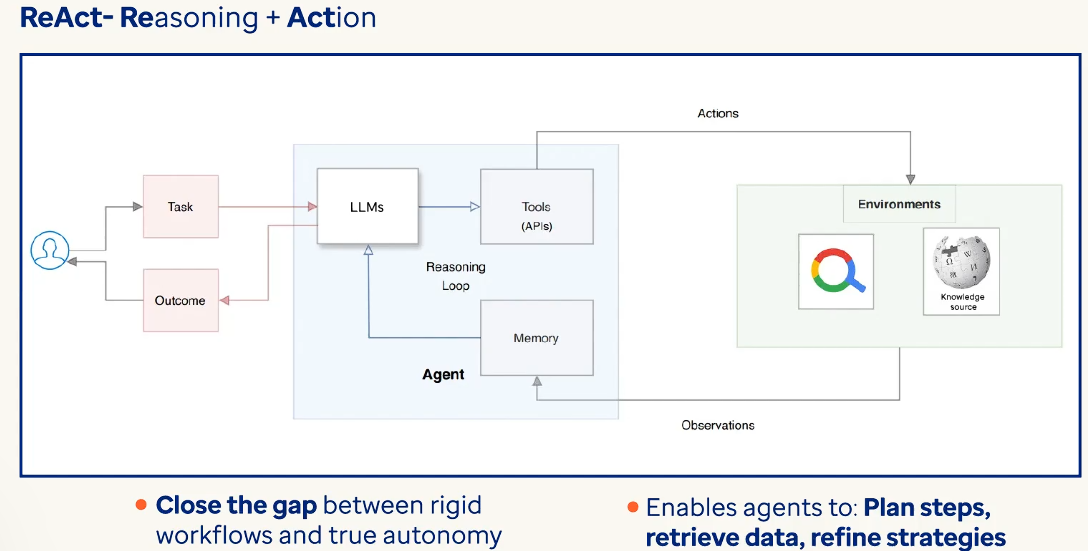 ReAct- Reasoning + Action
Actions
Task
LLMs
Tools
(APIs)
Environments
Reasoning
Loop
Knowledge
source
Outcome
Memory
Agent
Observations
• Close the gap between rigid
workflows and true autonomy
• Enables agents to: Plan steps,
retrieve data, refine strategies